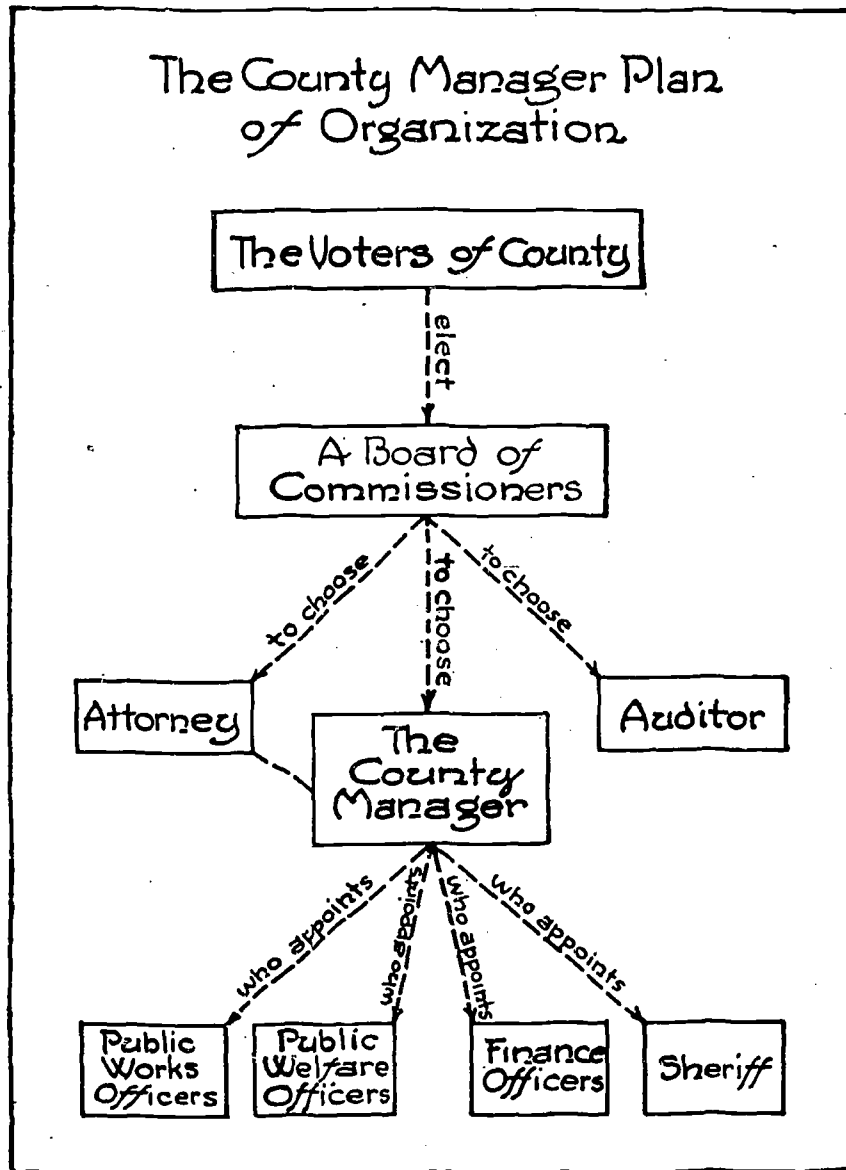 The County Manager Plan
of Organization
The Voters of County
elect
A Board of
Commissioners
to choose
to choose
to choose
Attorney
The
County
Manager
Auditor
who appoints
who appoints
who appoints
who appoints
Public
Works
Officers
Public
Welfare
Officers
Finance
Officers
Sheriff